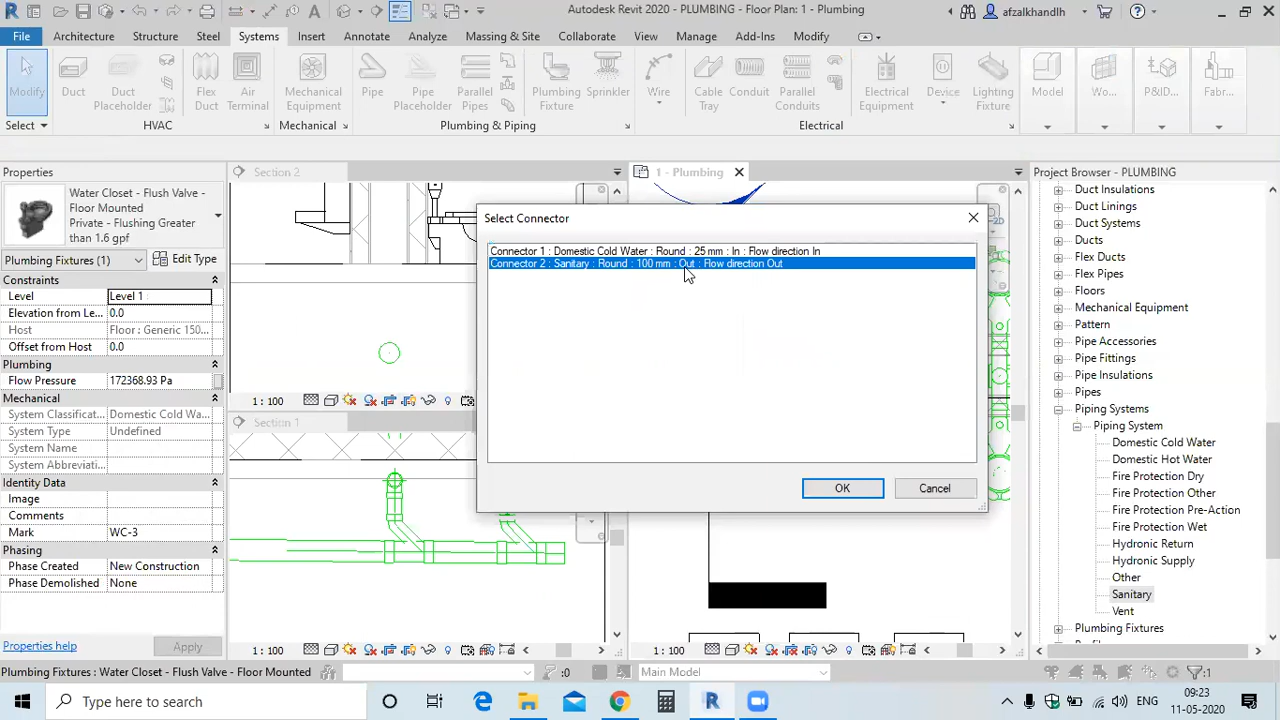 Autodesk Revit 2020 - PLUMBING - Floor Plan: 1 - Plumbing
afzalkhandlh
File
Architecture
Structure
Steel
Systems
Insert
Annotate
Analyze
Massing & Site
Collaborate
View
Manage
Add-Ins
Modify
Modify
Duct
Duct Placeholder
Flex Duct
Air Terminal
Mechanical Equipment
Pipe
Pipe Placeholder
Parallel Pipes
Plumbing Fixture
Sprinkler
Wire
Cable Tray
Conduit
Parallel Conduits
Electrical Equipment
Device
Lighting Fixture
Model
Wo...
P&ID...
Fabr...
Select
HVAC
Mechanical
Plumbing & Piping
Electrical
Properties
Water Closet - Flush Valve -
Floor Mounted
Private - Flushing Greater
than 1.6 gpf
Plumbing Fixtures (1)
Edit Type
Constraints
Level
Level 1
Elevation from Le...
0.0
Host
Floor : Generic 150...
Offset from Host
0.0
Plumbing
Flow Pressure
172368.93 Pa
Mechanical
System Classificat...
Domestic Cold Wa...
System Type
Undefined
System Name
System Abbreviati...
Identity Data
Image
Comments
Mark
WC-3
Phasing
Phase Created
New Construction
Phase Demolished
None
Properties help
Apply
Section 2
1 : 100
Section 1
1 : 100
1 - Plumbing
1 : 100
Select Connector
Connector 1 : Domestic Cold Water : Round : 25 mm : In : Flow direction In
Connector 2 : Sanitary : Round : 100 mm : Out : Flow direction Out
OK
Cancel
Project Browser - PLUMBING
Duct Insulations
Duct Linings
Duct Systems
Ducts
Flex Ducts
Flex Pipes
Floors
Mechanical Equipment
Pattern
Pipe Accessories
Pipe Fittings
Pipe Insulations
Pipes
Piping Systems
Piping System
Domestic Cold Water
Domestic Hot Water
Fire Protection Dry
Fire Protection Other
Fire Protection Pre-Action
Fire Protection Wet
Hydronic Return
Hydronic Supply
Other
Sanitary
Vent
Plumbing Fixtures
Plumbing Fixtures : Water Closet - Flush Valve - Floor Mounted
:0
Main Model
:1
Type here to search
ENG
09:23
11-05-2020